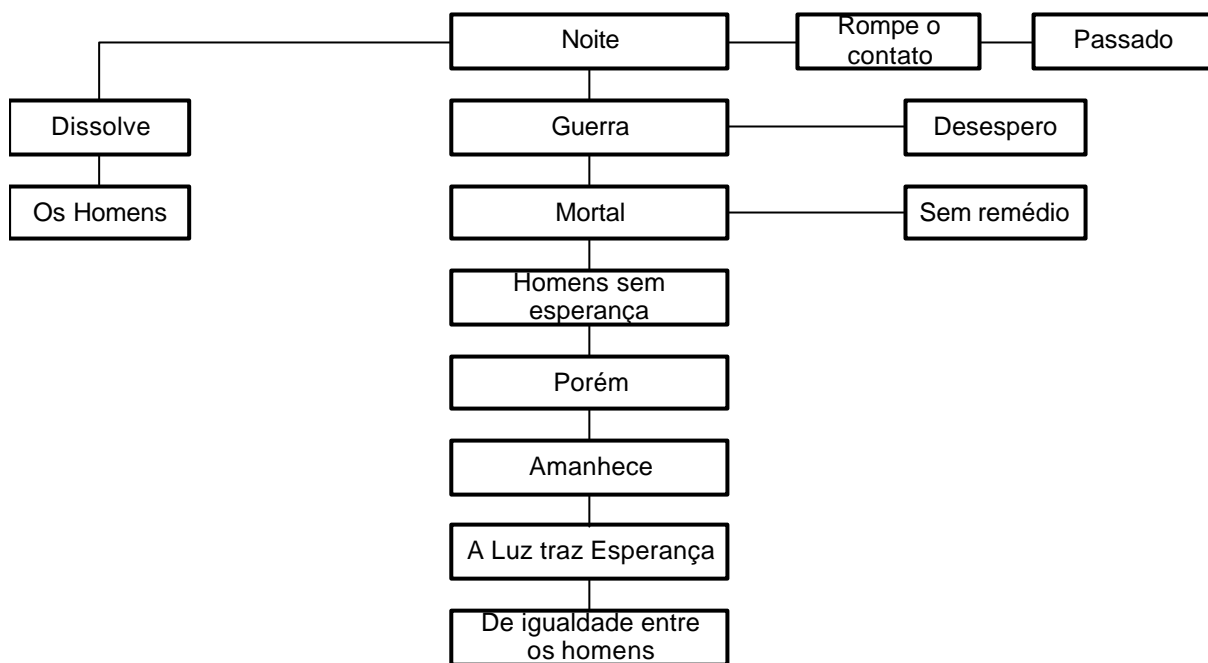 Noite
Rompe o
contato
Passado
Dissolve
Guerra
Desespero
Os Homens
Mortal
Sem remédio
Homens sem
esperança
Porém
Amanhece
A Luz traz Esperança
De igualdade entre
os homens